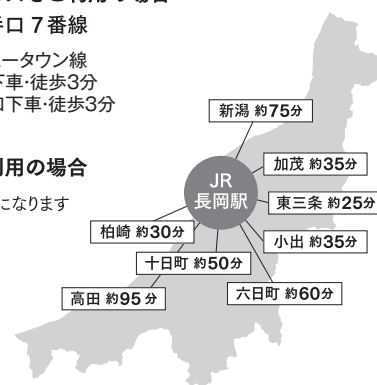 手口7番線
ータウン線
下車・徒歩3分
口下車・徒歩3分
利用の場合
になります
新潟 約75分
加茂 約35分
JR
長岡駅
東三条 約25分
柏崎 約30分
小出 約35分
十日町 約50分
高田 約95分
六日町 約60分